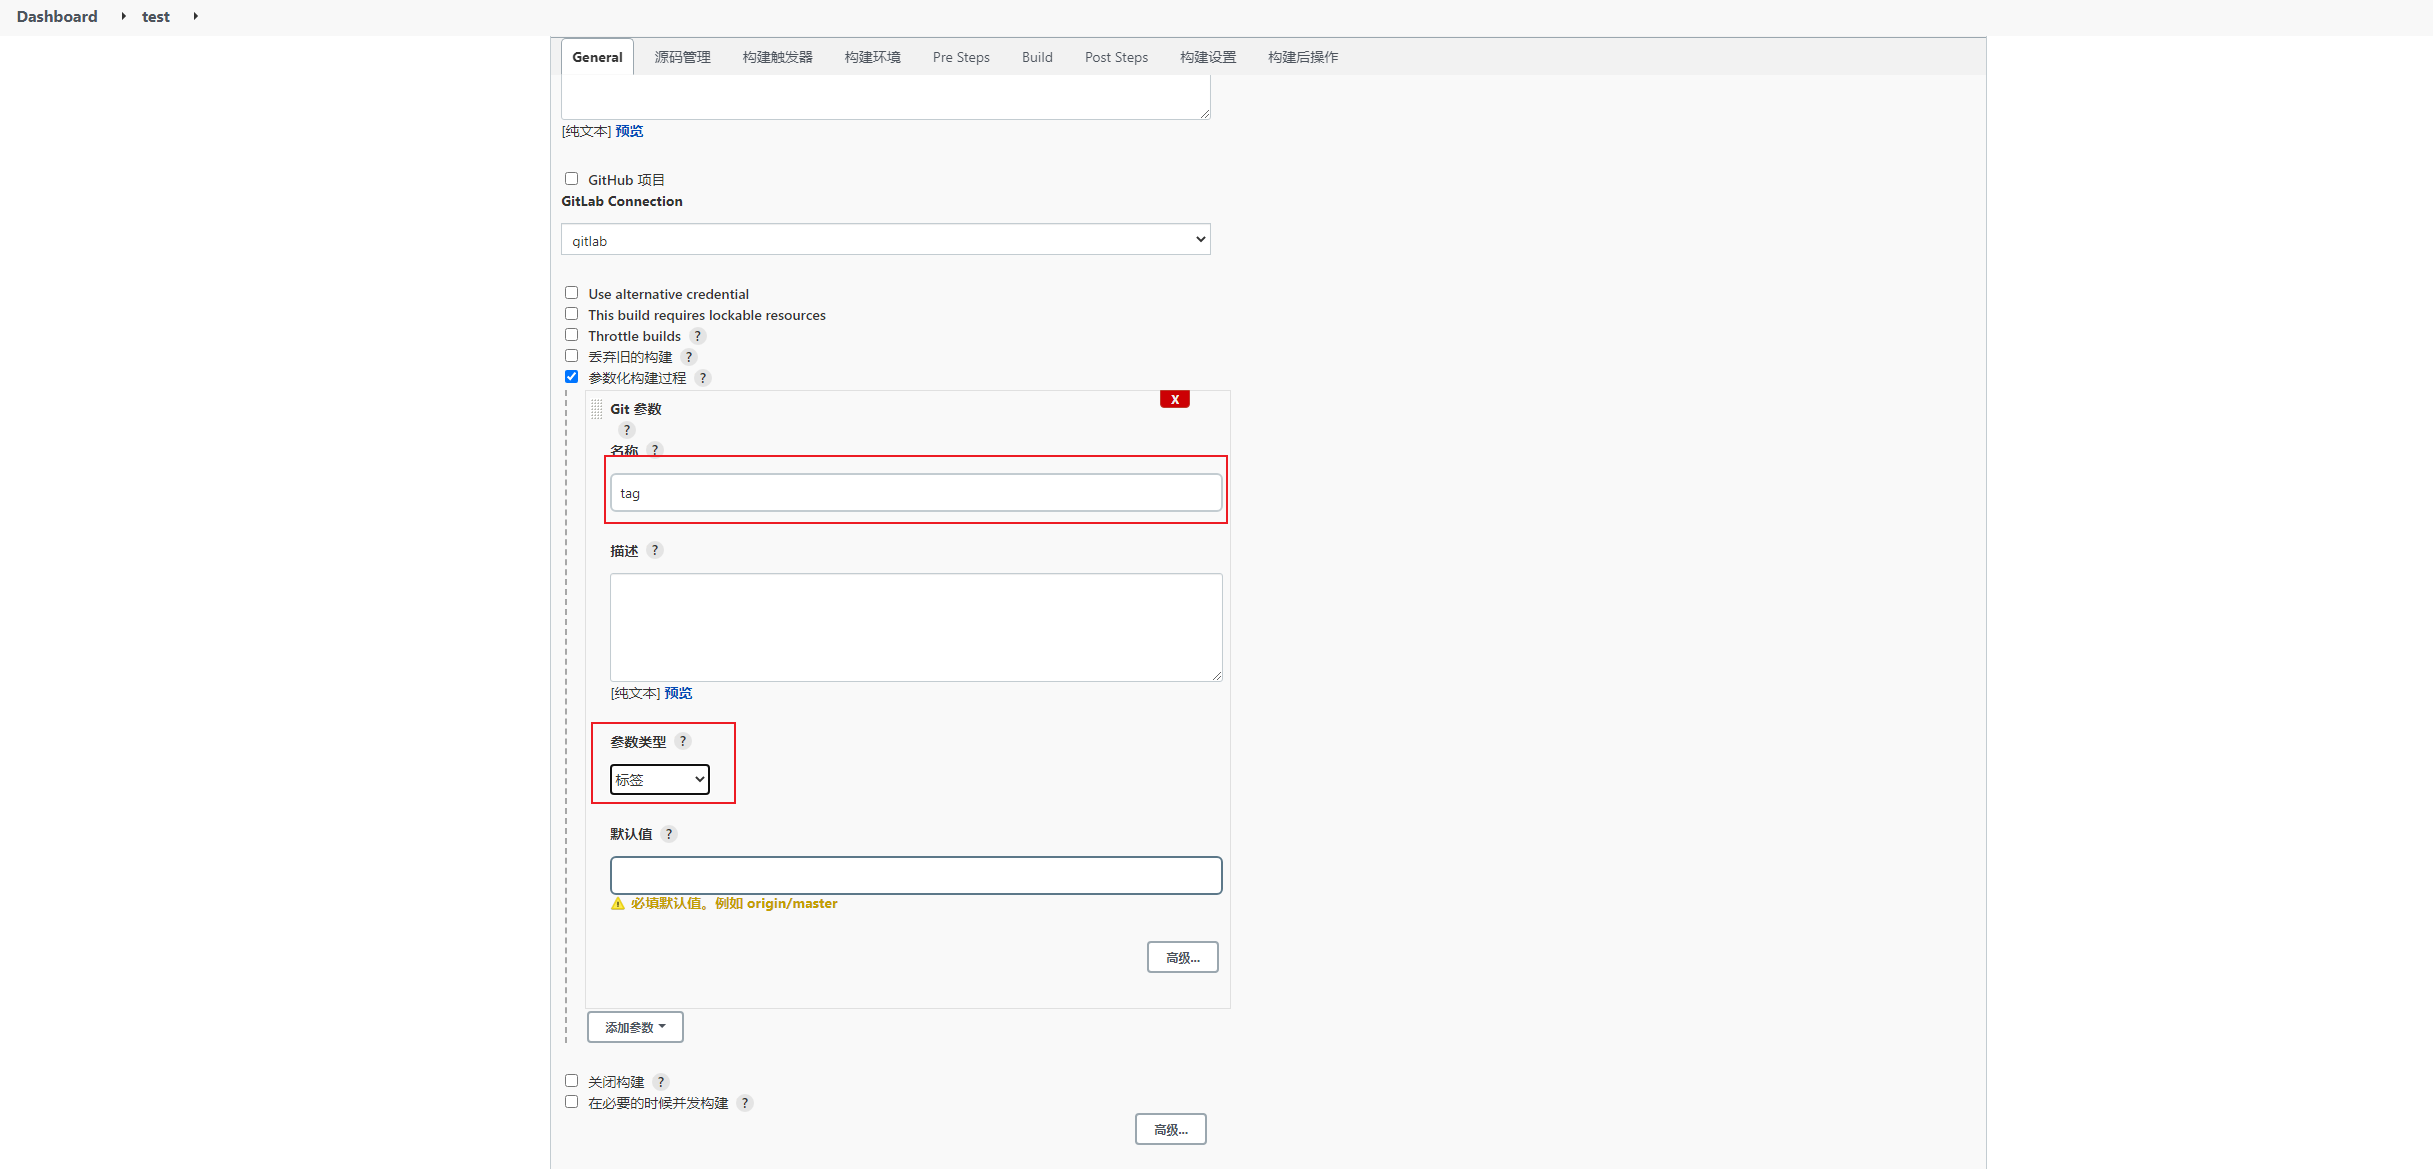 Dashboard test
General 源码管理 构建触发器 构建环境 Pre Steps Build Post Steps 构建设置 构建后操作
[纯文本] 预览
GitHub 项目
GitLab Connection
gitlab
Use alternative credential
This build requires lockable resources
Throttle builds ?
丢弃旧的构建 ?
参数化构建过程 ?
X
Git 参数
?
名称 ?
tag
描述 ?
[纯文本] 预览
参数类型 ?
标签
默认值 ?
必填默认值。例如 origin/master
高级...
添加参数
关闭构建 ?
在必要的时候并发构建 ?
高级...